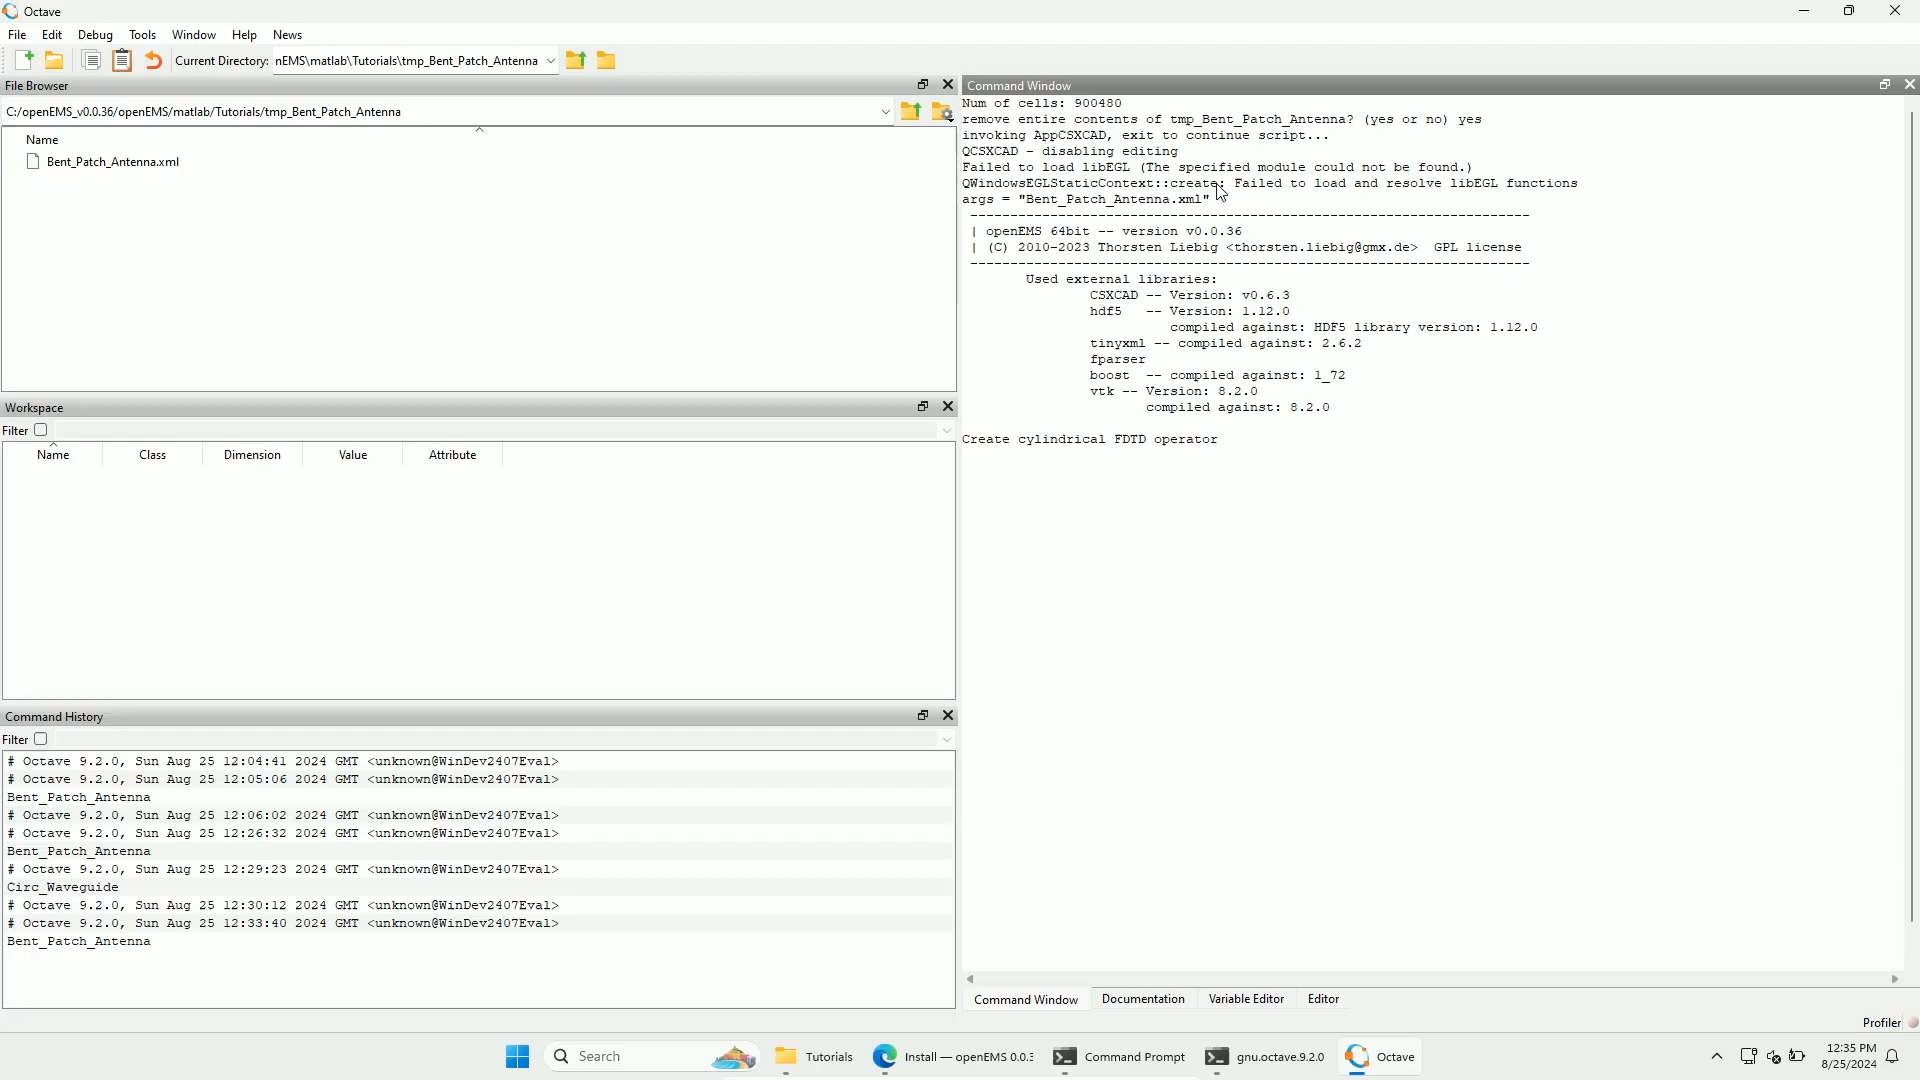 Octave
File Edit Debug Tools Window Help News
Current Directory: nEMS\matlab\Tutorials\tmp_Bent_Patch_Antenna
File Browser
C:/openEMS_v0.0.36/openEMS/matlab/Tutorials/tmp_Bent_Patch_Antenna
Name
Bent_Patch_Antenna.xml
Workspace
Filter
Name Class Dimension Value Attribute
Command History
Filter
# Octave 9.2.0, Sun Aug 25 12:04:41 2024 GMT <unknown@WinDev2407Eval>
# Octave 9.2.0, Sun Aug 25 12:05:06 2024 GMT <unknown@WinDev2407Eval>
Bent_Patch_Antenna
# Octave 9.2.0, Sun Aug 25 12:06:02 2024 GMT <unknown@WinDev2407Eval>
# Octave 9.2.0, Sun Aug 25 12:26:32 2024 GMT <unknown@WinDev2407Eval>
Bent_Patch_Antenna
# Octave 9.2.0, Sun Aug 25 12:29:23 2024 GMT <unknown@WinDev2407Eval>
Circ_Waveguide
# Octave 9.2.0, Sun Aug 25 12:30:12 2024 GMT <unknown@WinDev2407Eval>
# Octave 9.2.0, Sun Aug 25 12:33:40 2024 GMT <unknown@WinDev2407Eval>
Bent_Patch_Antenna
Command Window
Num of cells: 900480
remove entire contents of tmp_Bent_Patch_Antenna? (yes or no) yes
invoking AppCSXCAD, exit to continue script...
QCSXCAD - disabling editing
Failed to load libEGL (The specified module could not be found.)
QWindowsEGLStaticContext::create: Failed to load and resolve libEGL functions
args = "Bent_Patch_Antenna.xml"
----------------------------------------------------------------------
| openEMS 64bit -- version v0.0.36
| (C) 2010-2023 Thorsten Liebig <thorsten.liebig@gmx.de> GPL license
----------------------------------------------------------------------
Used external libraries:
CSXCAD -- Version: v0.6.3
hdf5 -- Version: 1.12.0
compiled against: HDF5 library version: 1.12.0
tinyxml -- compiled against: 2.6.2
fparser
boost -- compiled against: 1_72
vtk -- Version: 8.2.0
compiled against: 8.2.0
Create cylindrical FDTD operator
Command Window Documentation Variable Editor Editor
Profiler
Search Tutorials Install — openEMS 0.0.3 Command Prompt gnu.octave.9.2.0 Octave
12:35 PM
8/25/2024